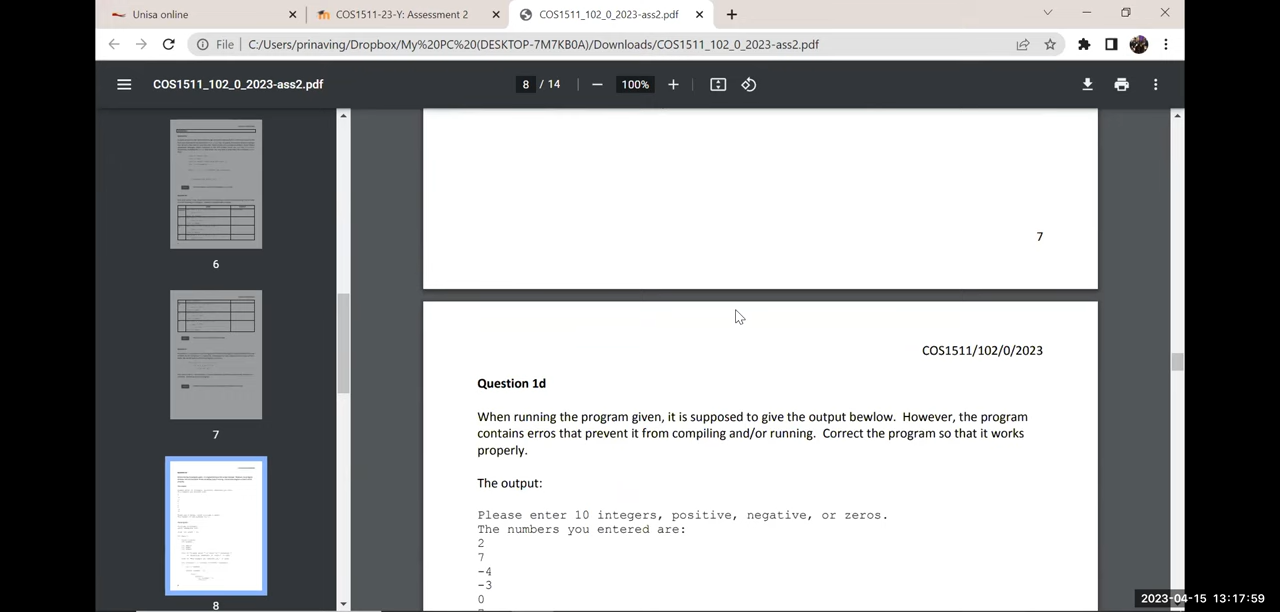 Unisa online
COS1511-23-Y: Assessment 2
COS1511_102_0_2023-ass2.pdf
File
C:/Users/prinaving/Dropbox/My%20PC%20(DESKTOP-7M7KB0A)/Downloads/COS1511_102_0_2023-ass2.pdf
COS1511_102_0_2023-ass2.pdf
8 / 14
100%
6
7
8
7
COS1511/102/0/2023
Question 1d
When running the program given, it is supposed to give the output bewlow. However, the program
contains erros that prevent it from compiling and/or running. Correct the program so that it works
properly.
The output:
Please enter 10 integers, positive, negative, or zeros.
The numbers you entered are:
2
7
-4
-3
0
2023-04-15 13:17:59